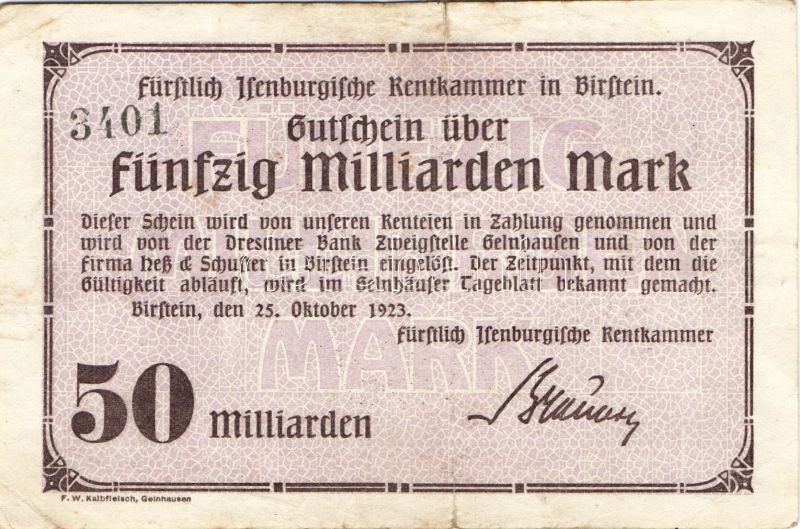 Fürstlich Isenburgische Rentkammer in Birstein.
3401
Gutschein über
Fünfzig Milliarden Mark
Dieser Schein wird von unseren Renteien in Zahlung genommen und
wird von der Dresdner Bank Zweigstelle Gelnhausen und von der
Firma Heß & Schuster in Birstein eingelöst. Der Zeitpunkt, mit dem die
Gültigkeit abläuft, wird im Gelnhäuser Tageblatt bekannt gemacht.
Birstein, den 25. Oktober 1923.
Fürstlich Isenburgische Rentkammer
50 Milliarden
F. W. Kalbfleisch, Gelnhausen
FÜNFZIG
MILLIARDEN
MARK